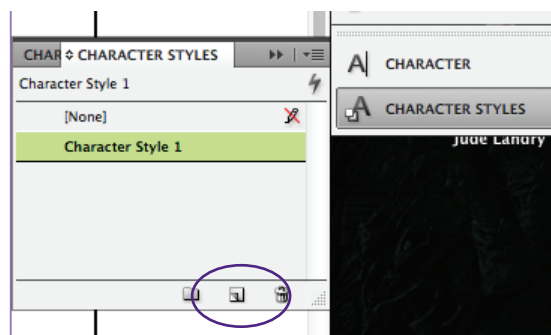 CHAR CHARACTER STYLES
Character Style 1
[None]
Character Style 1
A CHARACTER
A CHARACTER STYLES
Jude Landry